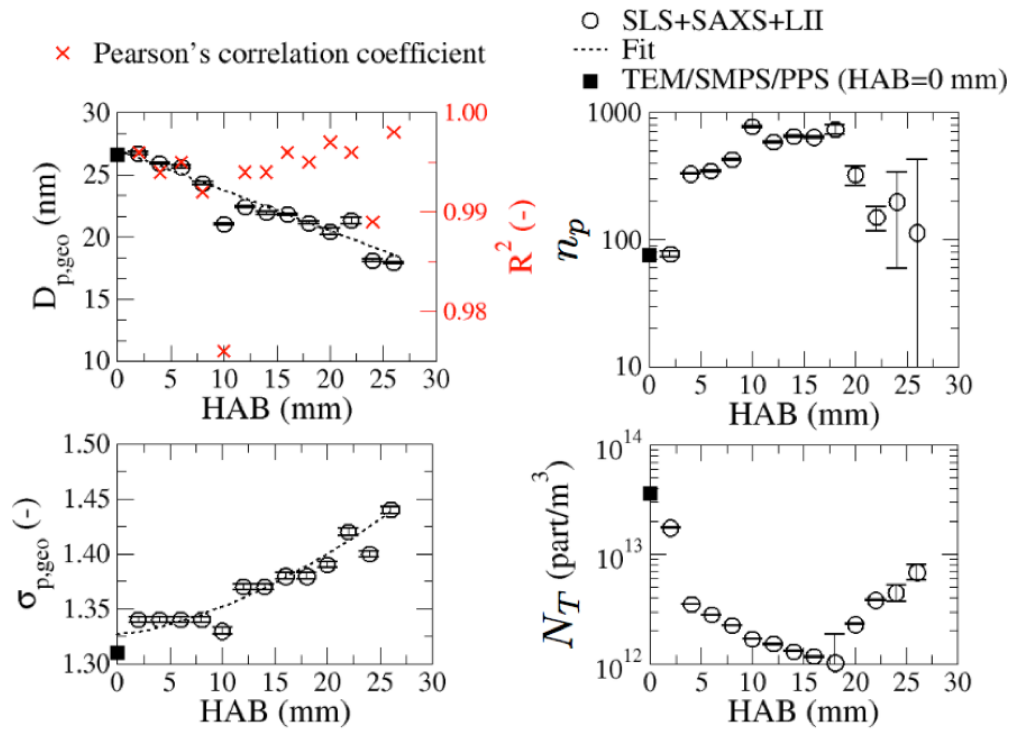 × Pearson's correlation coefficient
○ SLS+SAXS+LII
Fit
■ TEM/SMPS/PPS (HAB=0 mm)
30
25
20
15
10
D_{p,geo} (nm)
1.00
0.99
0.98
R^2 (-)
0 5 10 15 20 25 30
HAB (mm)
1000
100
10
n_p
0 5 10 15 20 25 30
HAB (mm)
1.50
1.45
1.40
1.35
1.30
σ_{p,geo} (-)
0 5 10 15 20 25 30
HAB (mm)
10^14
10^13
10^12
N_T (part/m^3)
0 5 10 15 20 25 30
HAB (mm)